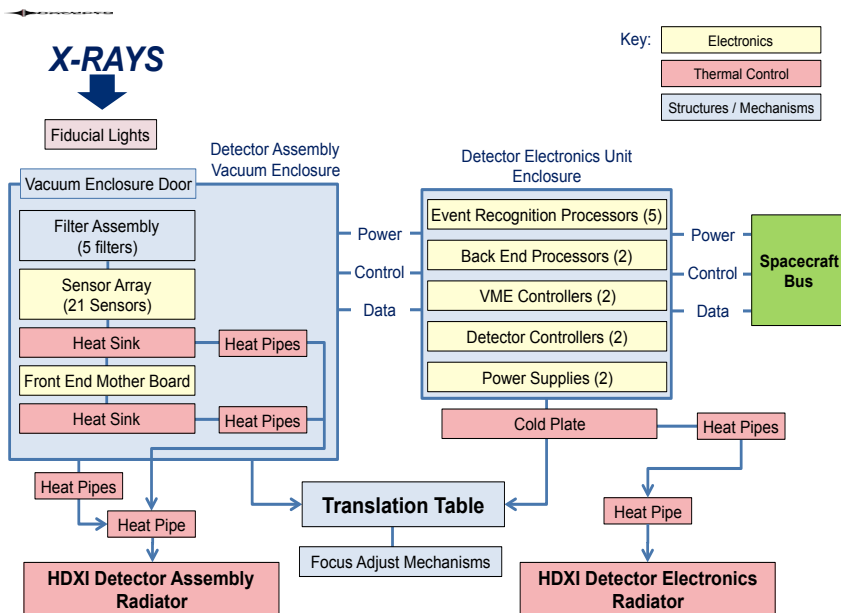 Key:
Electronics
Thermal Control
Structures / Mechanisms
X-RAYS
Fiducial Lights
Detector Assembly
Vacuum Enclosure
Vacuum Enclosure Door
Filter Assembly
(5 filters)
Sensor Array
(21 Sensors)
Heat Sink
Heat Pipes
Front End Mother Board
Heat Sink
Heat Pipes
Heat Pipes
Heat Pipe
HDXI Detector Assembly
Radiator
Power
Control
Data
Detector Electronics Unit
Enclosure
Event Recognition Processors (5)
Back End Processors (2)
VME Controllers (2)
Detector Controllers (2)
Power Supplies (2)
Power
Control
Data
Spacecraft
Bus
Cold Plate
Heat Pipes
Heat Pipe
Translation Table
Focus Adjust Mechanisms
HDXI Detector Electronics
Radiator